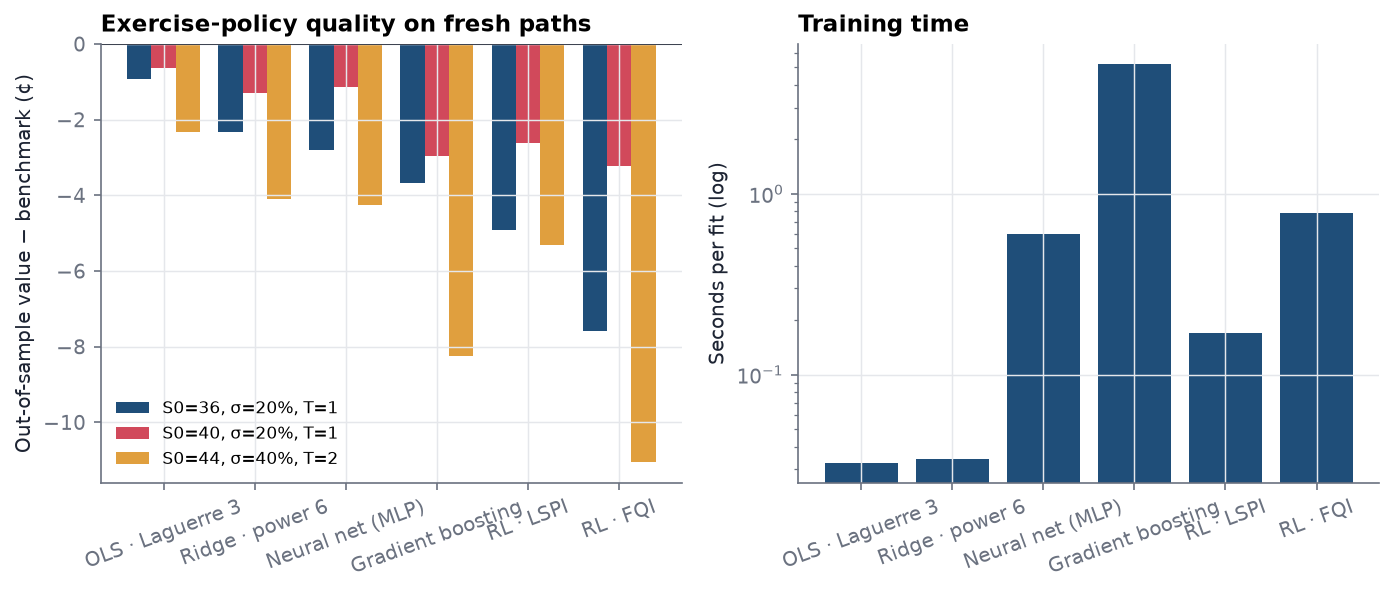 Exercise-policy quality on fresh paths
Out-of-sample value − benchmark (¢)
0
−2
−4
−6
−8
−10
S0=36, σ=20%, T=1
S0=40, σ=20%, T=1
S0=44, σ=40%, T=2
OLS · Laguerre 3
Ridge · power 6
Neural net (MLP)
Gradient boosting
RL · LSPI
RL · FQI
Training time
Seconds per fit (log)
10⁰
10⁻¹
OLS · Laguerre 3
Ridge · power 6
Neural net (MLP)
Gradient boosting
RL · LSPI
RL · FQI